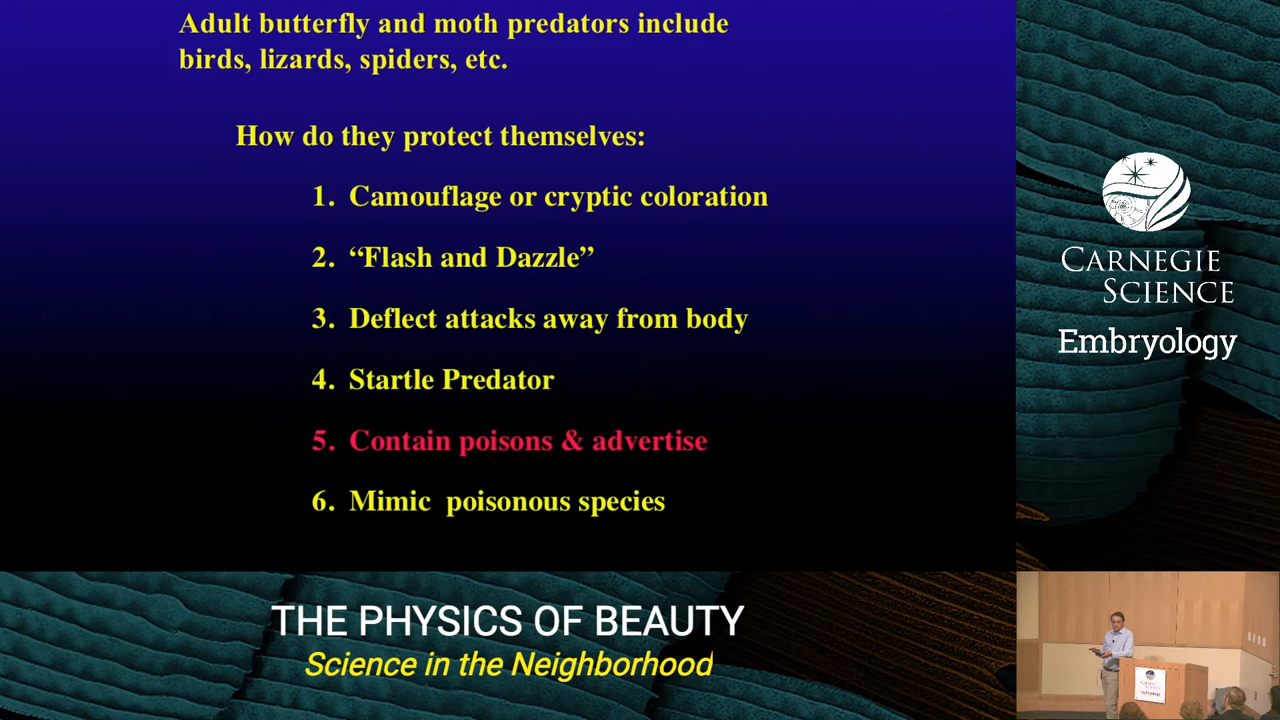 Adult butterfly and moth predators include
birds, lizards, spiders, etc.
How do they protect themselves:
1. Camouflage or cryptic coloration
2. “Flash and Dazzle”
3. Deflect attacks away from body
4. Startle Predator
5. Contain poisons & advertise
6. Mimic poisonous species
CARNEGIE
SCIENCE
Embryology
THE PHYSICS OF BEAUTY
Science in the Neighborhood